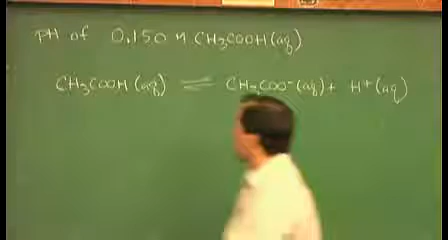 pH of 0.150 M CH3COOH(aq)
CH3COOH(aq) ⇌ CH3COO-(aq) + H+(aq)